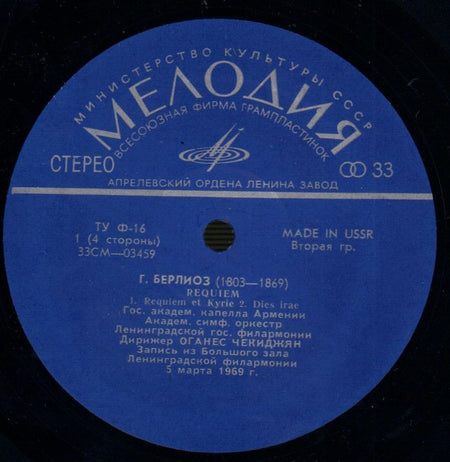 МИНИСТЕРСТВО КУЛЬТУРЫ СССР
МЕЛОДИЯ
ВСЕСОЮЗНАЯ ФИРМА ГРАМПЛАСТИНОК
СТЕРЕО
33
АПРЕЛЕВСКИЙ ОРДЕНА ЛЕНИНА ЗАВОД
ТУ Ф-16
1 (4 стороны)
33СМ—03459
MADE IN USSR
Вторая гр.
Г. БЕРЛИОЗ (1803—1869)
REQUIEM
1. Requiem et Kyrie 2. Dies irae
Гос. академ. капелла Армении
Академ. симф. оркестр
Ленинградской гос. филармонии
Дирижер ОГАНЕС ЧЕКИДЖЯН
Запись из Большого зала
Ленинградской филармонии
5 марта 1969 г.